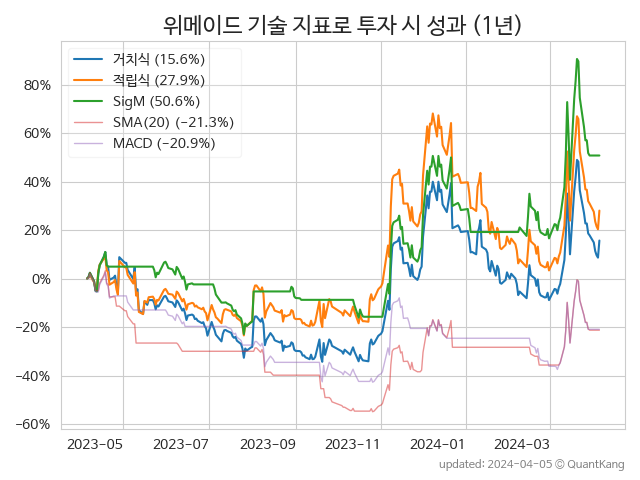 위메이드 기술 지표로 투자 시 성과 (1년)
거치식 (15.6%)
적립식 (27.9%)
SigM (50.6%)
SMA(20) (−21.3%)
MACD (−20.9%)
80%
60%
40%
20%
0%
−20%
−40%
−60%
2023-05 2023-07 2023-09 2023-11 2024-01 2024-03
updated: 2024-04-05 © QuantKang